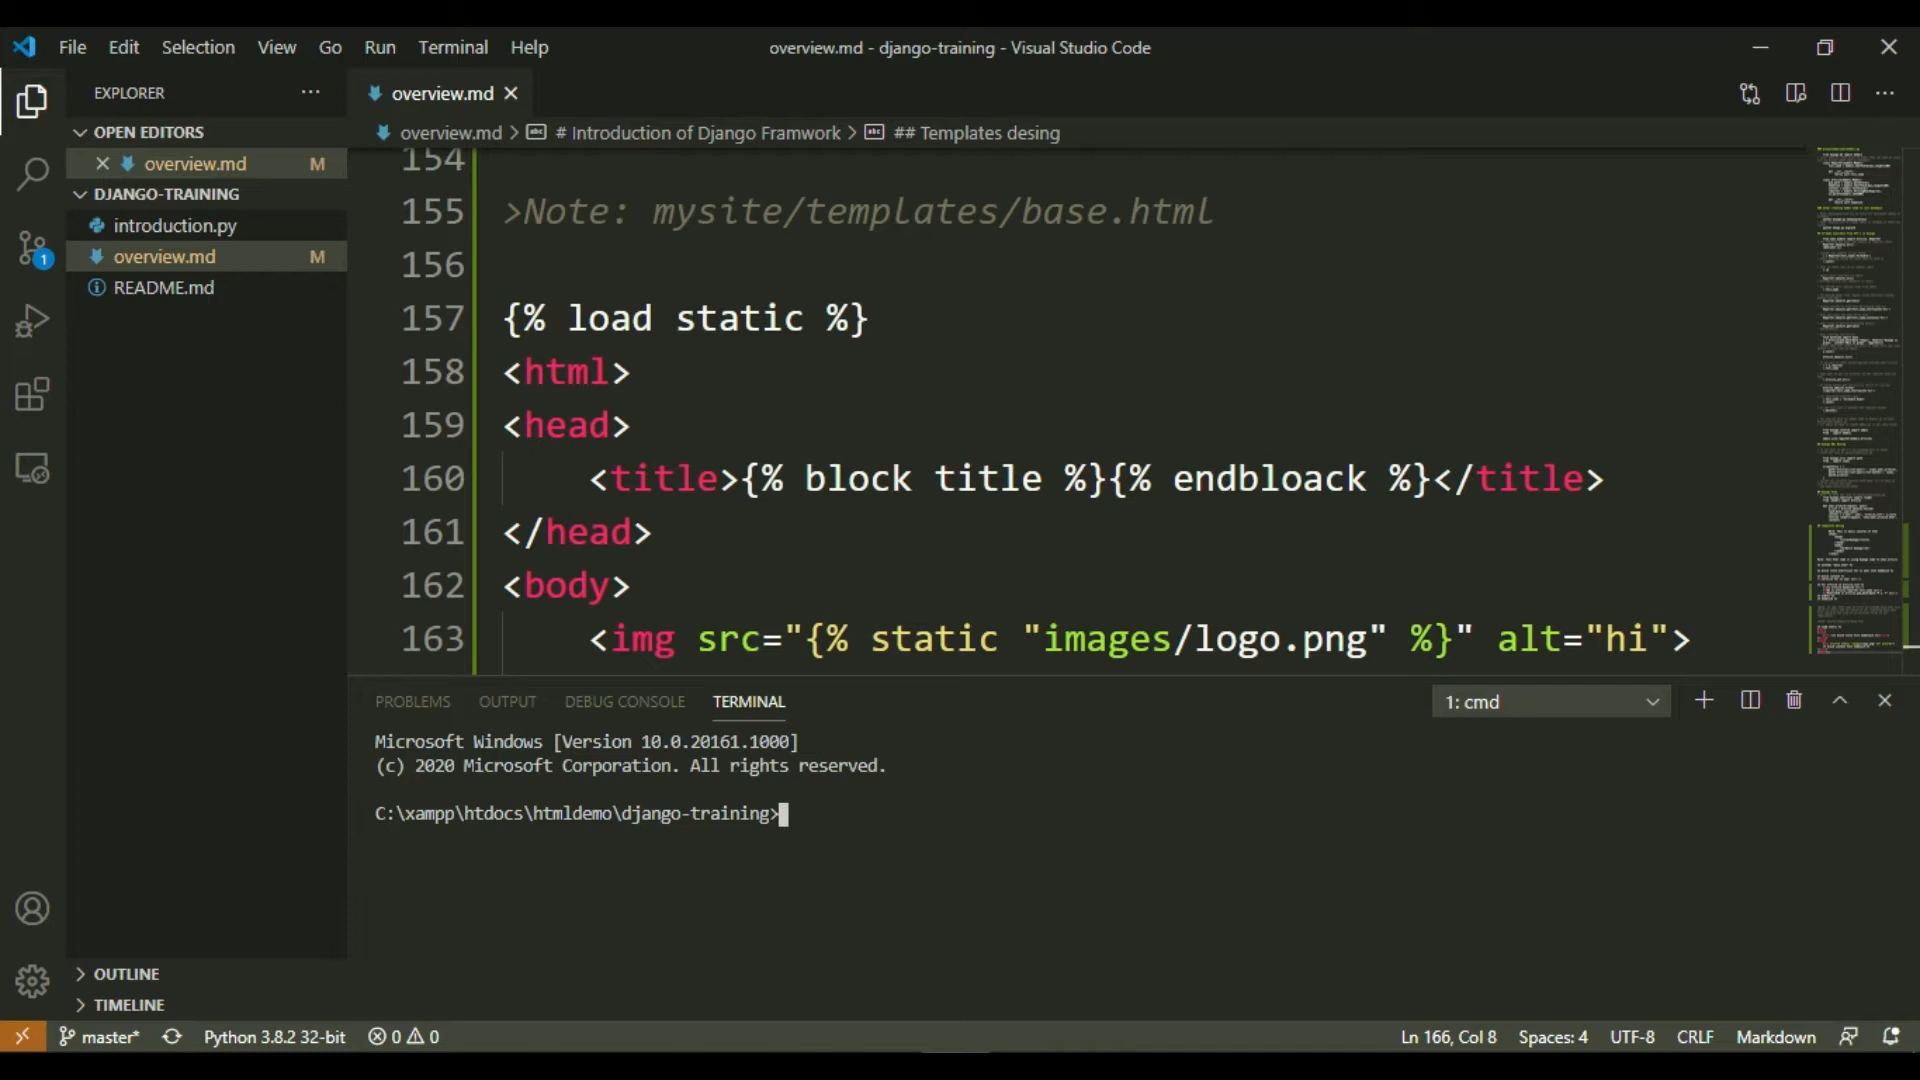 File Edit Selection View Go Run Terminal Help
overview.md - django-training - Visual Studio Code
EXPLORER
overview.md
OPEN EDITORS
overview.md > # Introduction of Django Framwork > ## Templates desing
overview.md M
DJANGO-TRAINING
introduction.py
overview.md M
README.md
154
155 >Note: mysite/templates/base.html
156
157 {% load static %}
158 <html>
159 <head>
160 <title>{% block title %}{% endbloack %}</title>
161 </head>
162 <body>
163 <img src="{% static "images/logo.png" %}" alt="hi">
1
PROBLEMS OUTPUT DEBUG CONSOLE TERMINAL 1: cmd
Microsoft Windows [Version 10.0.20161.1000]
(c) 2020 Microsoft Corporation. All rights reserved.
C:\xampp\htdocs\htmldemo\django-training>
OUTLINE
TIMELINE
master* Python 3.8.2 32-bit 0 0 Ln 166, Col 8 Spaces: 4 UTF-8 CRLF Markdown